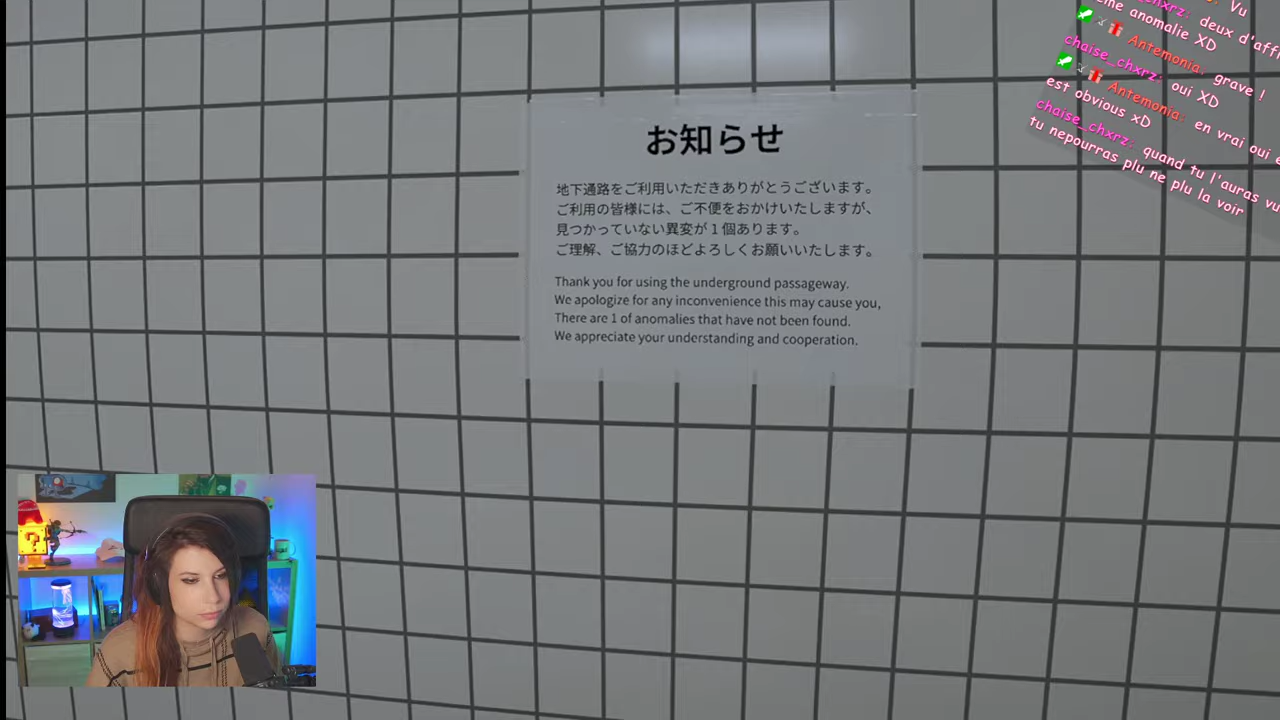 お知らせ
地下通路をご利用いただきありがとうございます。
ご利用の皆様には、ご不便をおかけいたしますが、
見つかっていない異変が1個あります。
ご理解、ご協力のほどよろしくお願いいたします。
Thank you for using the underground passageway.
We apologize for any inconvenience this may cause you,
There are 1 of anomalies that have not been found.
We appreciate your understanding and cooperation.
Vu
deux d'affi
ème anomalie XD
Antemonia: grave !
chaise_chxrz: oui XD
Antemonia: en vrai oui e
est obvious xD
chaise_chxrz: quand tu l'auras vu
tu nepourras plu ne plu la voir
?